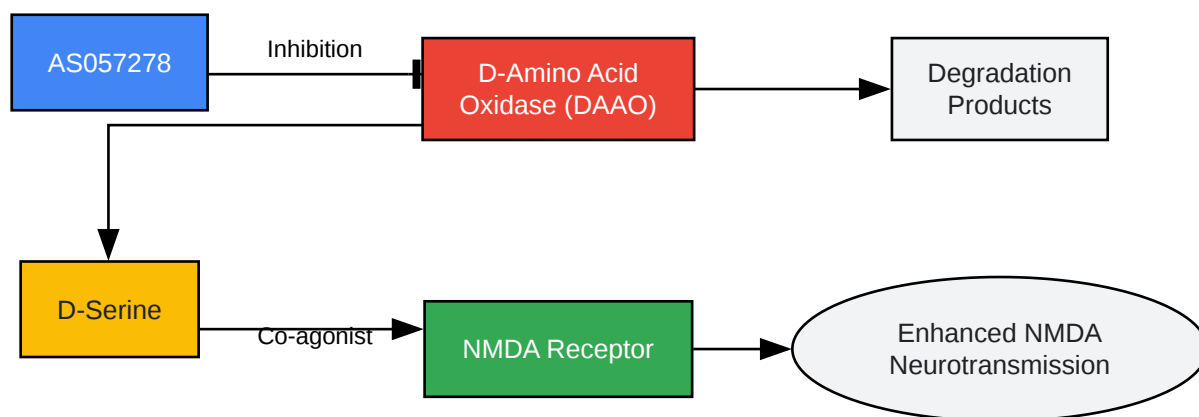 AS057278
Inhibition
D-Amino Acid
Oxidase (DAAO)
Degradation
Products
D-Serine
Co-agonist
NMDA Receptor
Enhanced NMDA
Neurotransmission